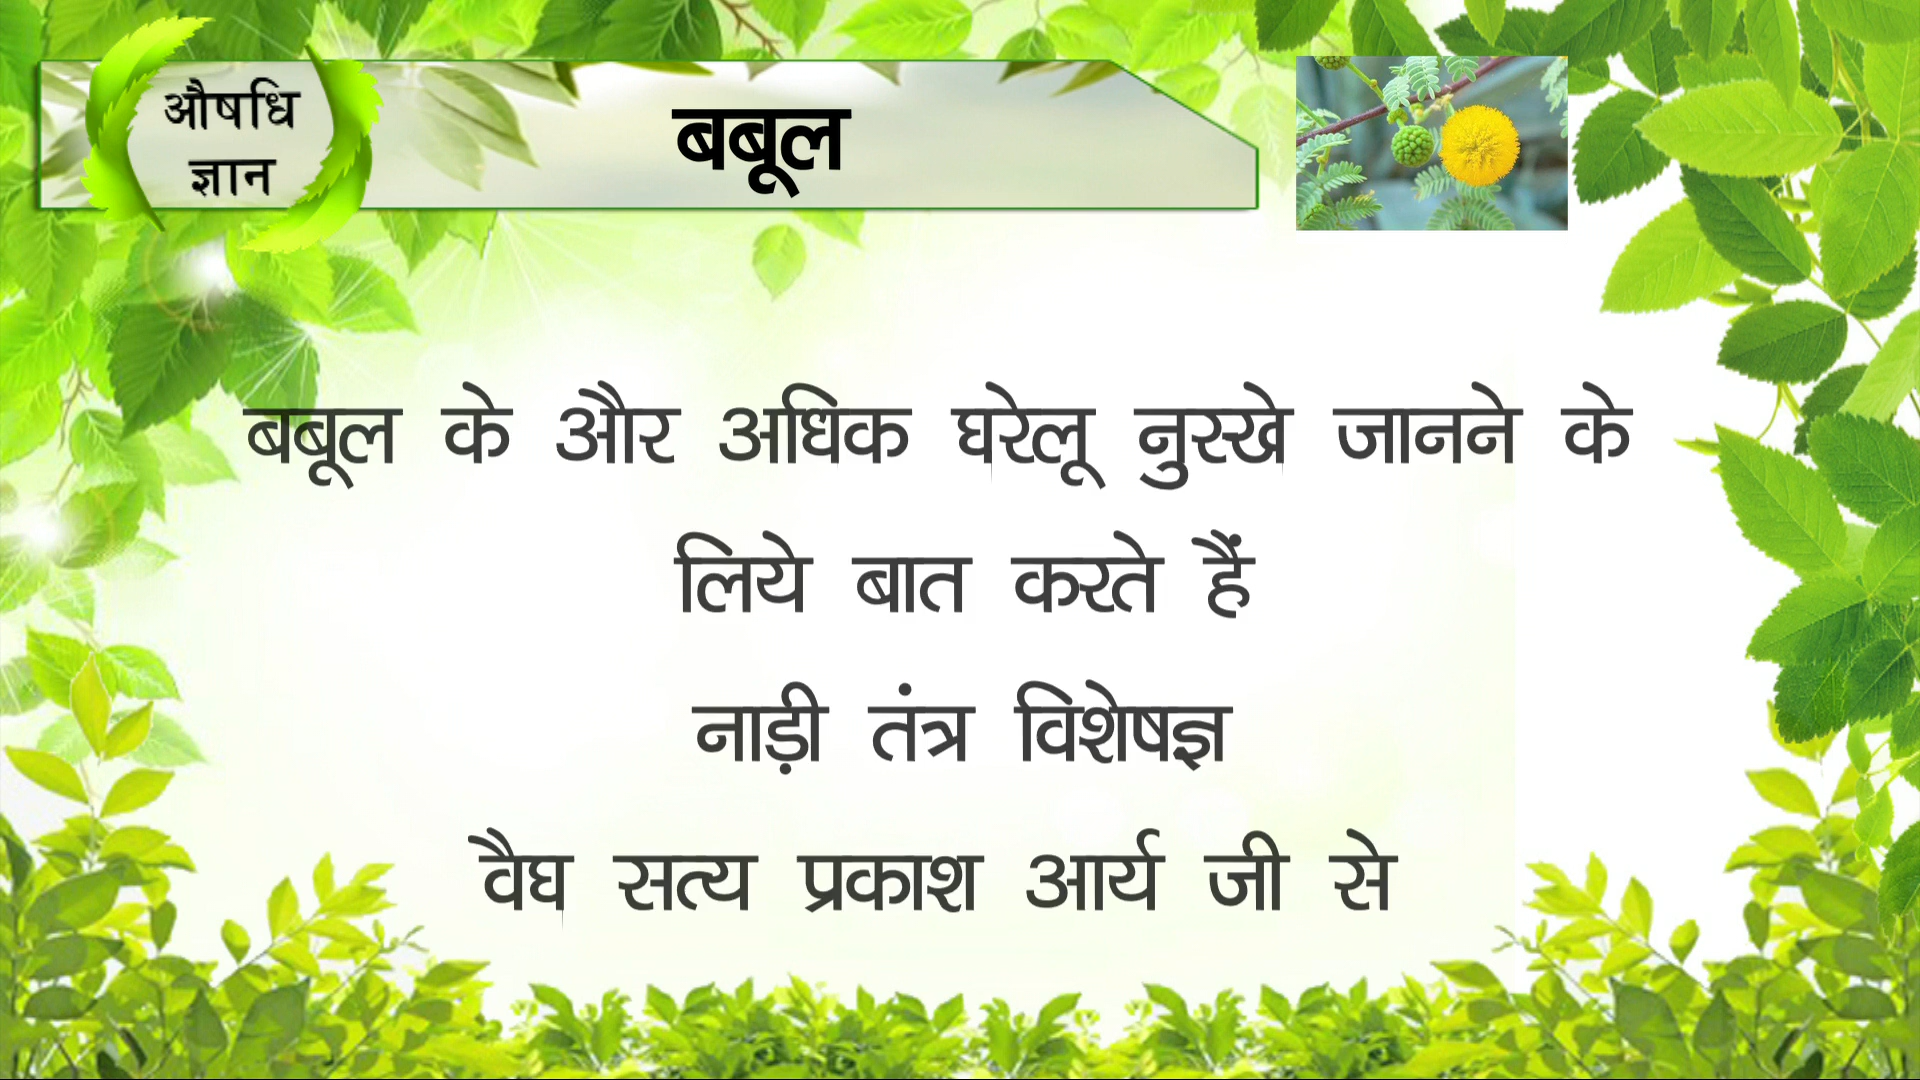 औषधि
ज्ञान
बबूल
बबूल के और अधिक घरेलू नुस्खे जानने के
लिये बात करते हैं
नाड़ी तंत्र विशेषज्ञ
वैघ सत्य प्रकाश आर्य जी से